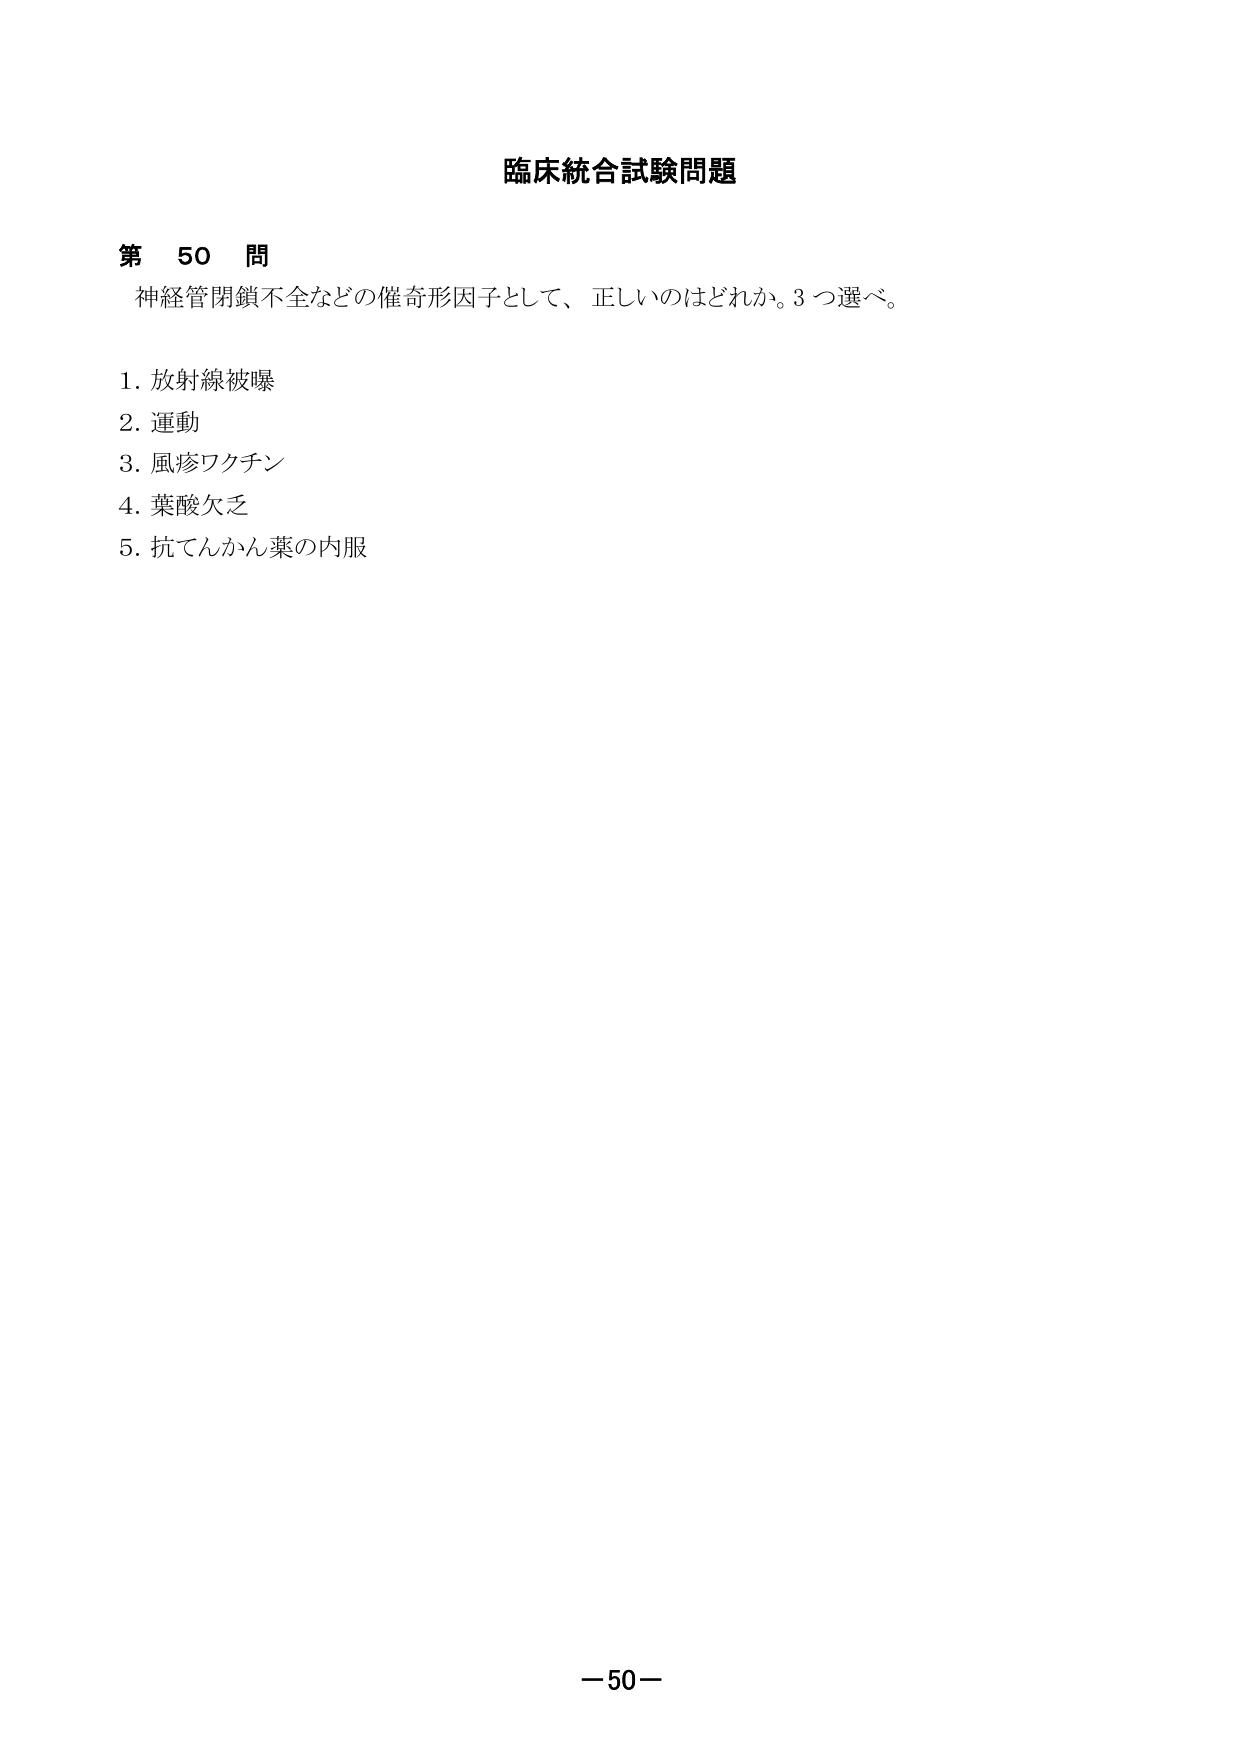 臨床統合試験問題
第 50 問
神経管閉鎖不全などの催奇形因子として、 正しいのはどれか。3 つ選べ。
1. 放射線被曝
2. 運動
3. 風疹ワクチン
4. 葉酸欠乏
5. 抗てんかん薬の内服
－50－